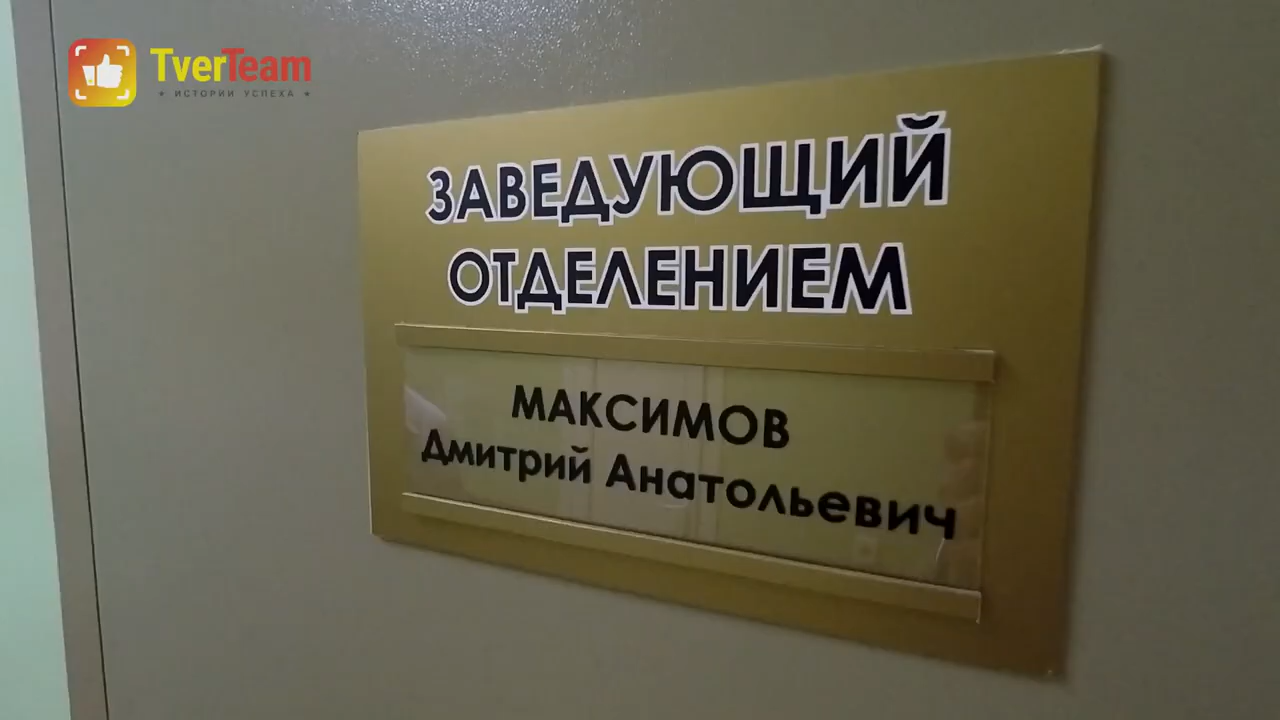 TverTeam
* ИСТОРИИ УСПЕХА *
ЗАВЕДУЮЩИЙ
ОТДЕЛЕНИЕМ
МАКСИМОВ
Дмитрий Анатольевич